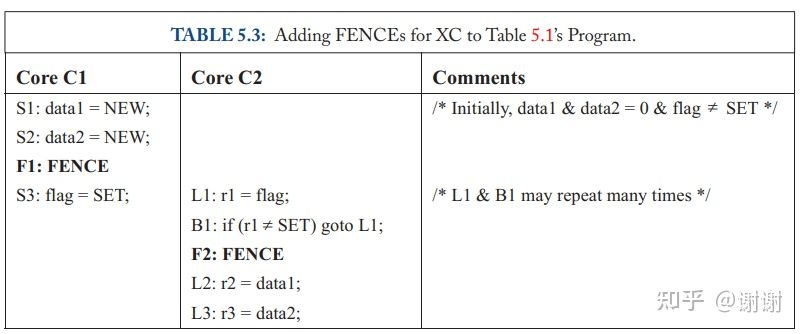 TABLE 5.3: Adding FENCEs for XC to Table 5.1's Program.
Core C1 Core C2 Comments
S1: data1 = NEW; /* Initially, data1 & data2 = 0 & flag ≠ SET */
S2: data2 = NEW;
F1: FENCE
S3: flag = SET; L1: r1 = flag; /* L1 & B1 may repeat many times */
B1: if (r1 ≠ SET) goto L1;
F2: FENCE
L2: r2 = data1;
L3: r3 = data2;
知乎 @谢谢